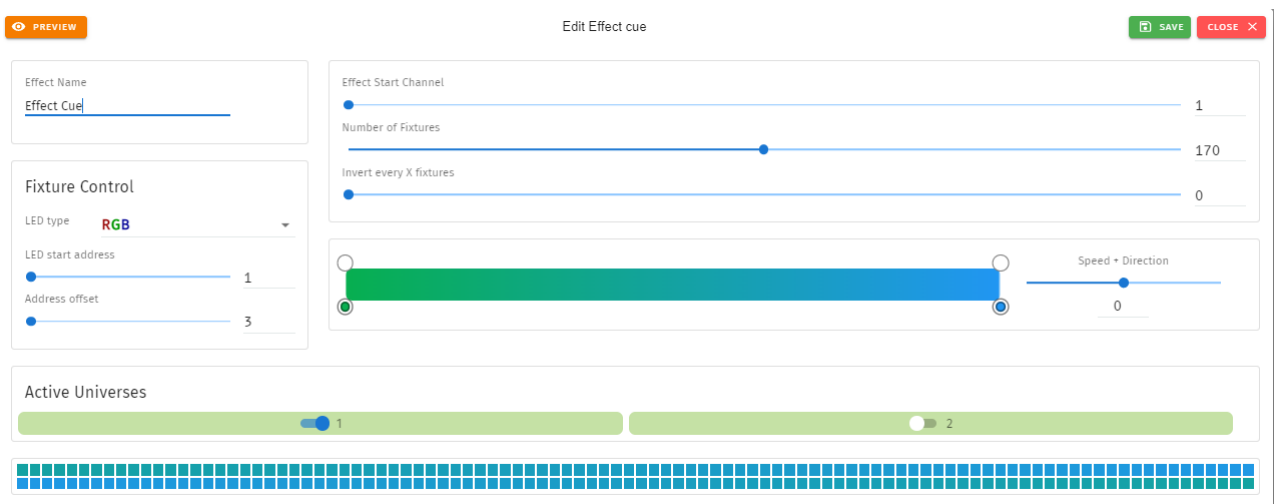 PREVIEW
Edit Effect cue
SAVE
CLOSE
Effect Name
Effect Cue
Effect Start Channel
1
Number of Fixtures
170
Invert every X fixtures
0
Fixture Control
LED type
RGB
LED start address
1
Address offset
3
Speed + Direction
0
Active Universes
1
2